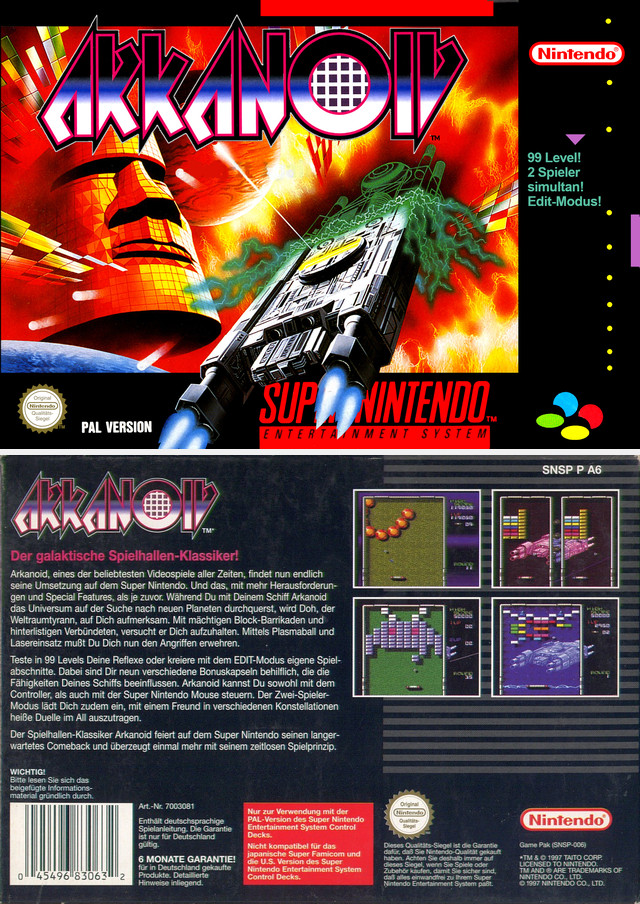 ARKANOID
TM
Nintendo
99 Level!
2 Spieler
simultan!
Edit-Modus!
Original
Nintendo
Qualitäts-
Siegel
PAL VERSION
SUPER NINTENDO
TM
ENTERTAINMENT SYSTEM
SNSP P A6
ARKANOID
TM
Der galaktische Spielhallen-Klassiker!
Arkanoid, eines der beliebtesten Videospiele aller Zeiten, findet nun endlich
seine Umsetzung auf dem Super Nintendo. Und das, mit mehr Herausforderun-
gen und Special Features, als je zuvor. Während Du mit Deinem Schiff Arkanoid
das Universum auf der Suche nach neuen Planeten durchquerst, wird Doh, der
Weltraumtyrann, auf Dich aufmerksam. Mit mächtigen Block-Barrikaden und
hinterlistigen Verbündeten, versucht er Dich aufzuhalten. Mittels Plasmaball und
Lasereinsatz mußt Du Dich nun den Angriffen erwehren.
Teste in 99 Levels Deine Reflexe oder kreiere mit dem EDIT-Modus eigene Spiel-
abschnitte. Dabei sind Dir neun verschiedene Bonuskapseln behilflich, die die
Fähigkeiten Deines Schiffs beeinflussen. Arkanoid kannst Du sowohl mit dem
Controller, als auch mit der Super Nintendo Mouse steuern. Der Zwei-Spieler-
Modus lädt Dich zudem ein, mit einem Freund in verschiedenen Konstellationen
heiße Duelle im All auszutragen.
Der Spielhallen-Klassiker Arkanoid feiert auf dem Super Nintendo seinen langer-
wartetes Comeback und überzeugt einmal mehr mit seinem zeitlosen Spielprinzip.
WICHTIG!
Bitte lesen Sie sich das
beigefügte Informations-
material gründlich durch.
0 45496 83063 2
Art.-Nr. 7003081
Enthält deutschsprachige
Spielanleitung. Die Garantie
ist nur für Deutschland
gültig.
6 MONATE GARANTIE!
für in Deutschland gekaufte
Produkte. Detaillierte
Hinweise inliegend.
Nur zur Verwendung mit der
PAL-Version des Super Nintendo
Entertainment System Control
Decks.
Nicht kompatibel für das
japanische Super Famicom und
die U.S. Version des Super
Nintendo Entertainment System
Control Decks.
Original
Nintendo
Qualitäts-
Siegel
Dieses Qualitäts-Siegel ist die Garantie
dafür, daß Sie Nintendo-Qualität gekauft
haben. Achten Sie deshalb immer auf
dieses Siegel, wenn Sie Spiele oder
Zubehör kaufen, damit Sie sicher sind,
daß alles einwandfrei zu Ihrem Super
Nintendo Entertainment System paßt.
Nintendo
Game Pak (SNSP-006)
*TM & © 1997 TAITO CORP.
LICENSED TO NINTENDO.
TM AND ® ARE TRADEMARKS OF
NINTENDO CO., LTD.
© 1997 NINTENDO CO., LTD.